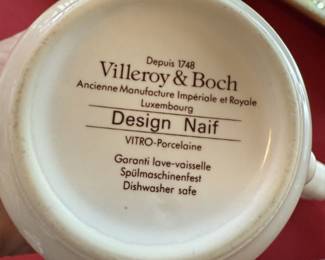 Depuis 1748
Villeroy & Boch
Ancienne Manufacture Impériale et Royale
Luxembourg
Design Naif
VITRO-Porcelaine
Garanti lave-vaisselle
Spülmaschinenfest
Dishwasher safe